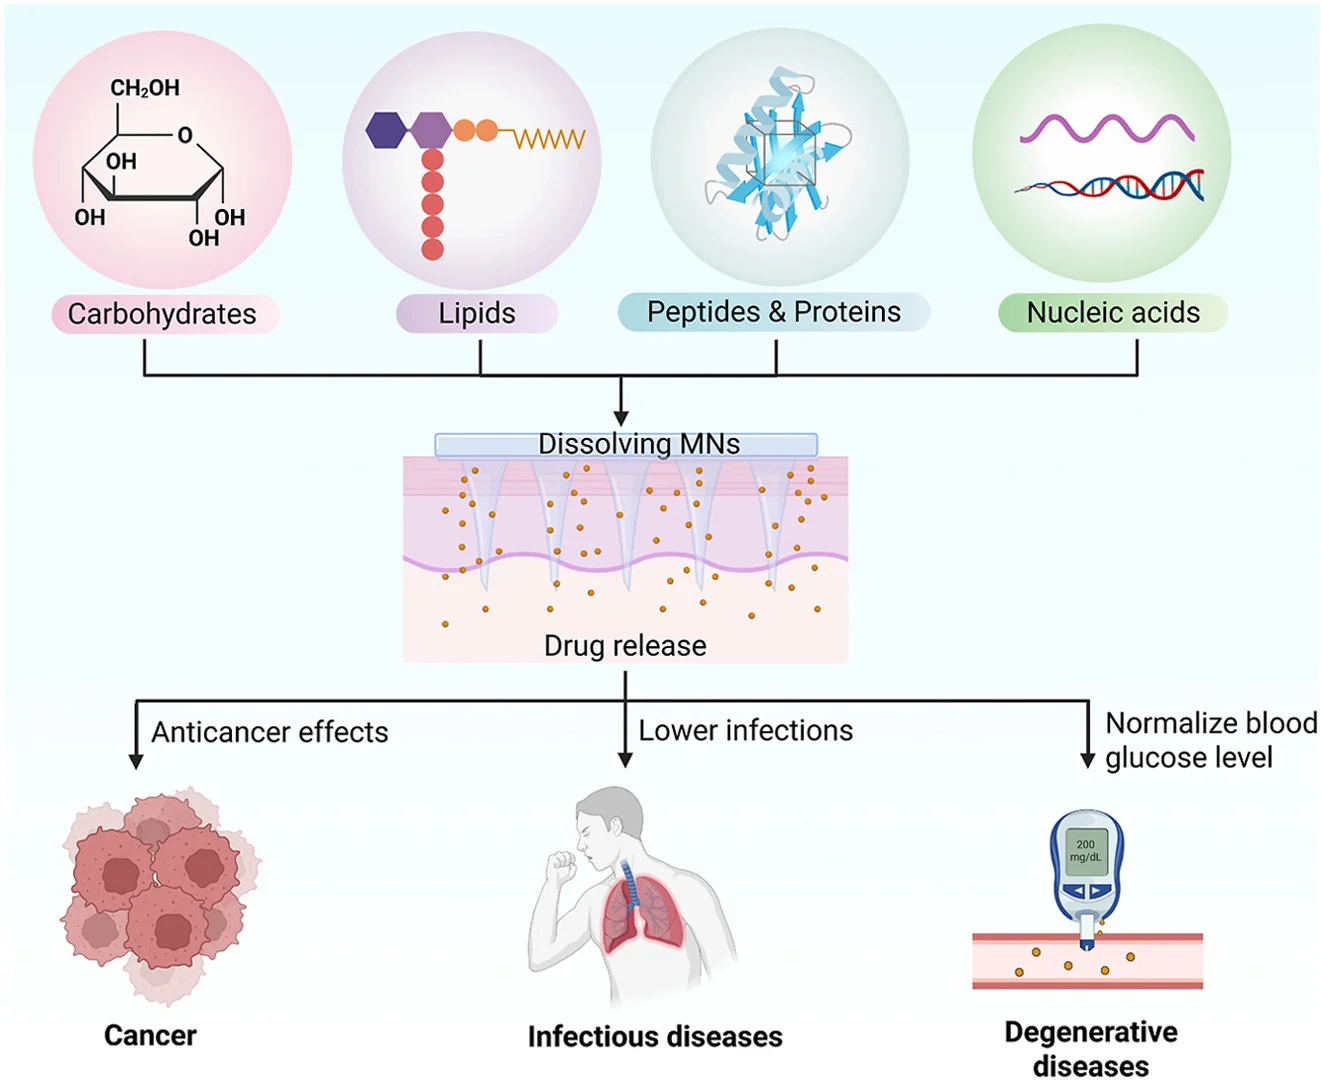 CH₂OH
O
OH
OH
OH
OH
Carbohydrates
Lipids
Peptides & Proteins
Nucleic acids
Dissolving MNs
Drug release
Anticancer effects
Lower infections
Normalize blood
glucose level
200
mg/dL
Cancer
Infectious diseases
Degenerative
diseases